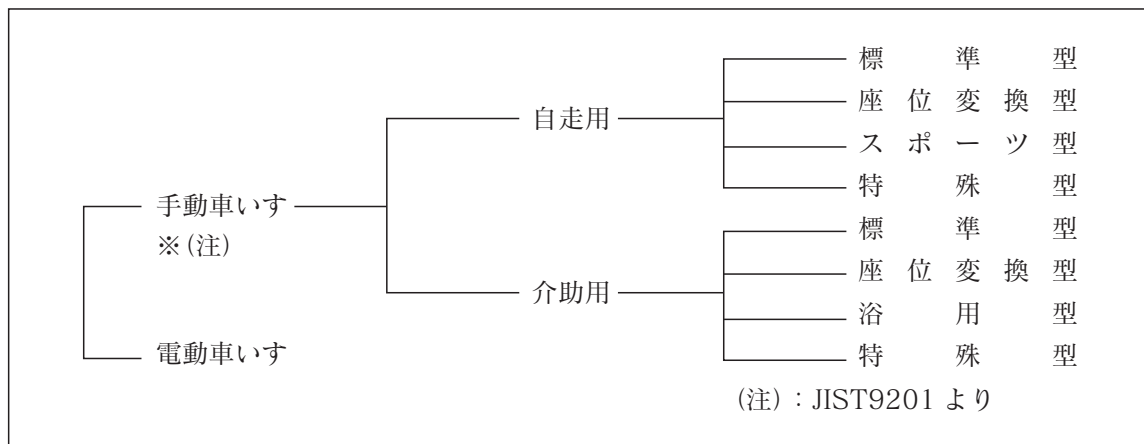 標準型
座位変換型
自走用
スポーツ型
特殊型
手動車いす
※(注)
標準型
座位変換型
介助用
浴用型
特殊型
電動車いす
(注):JIST9201より